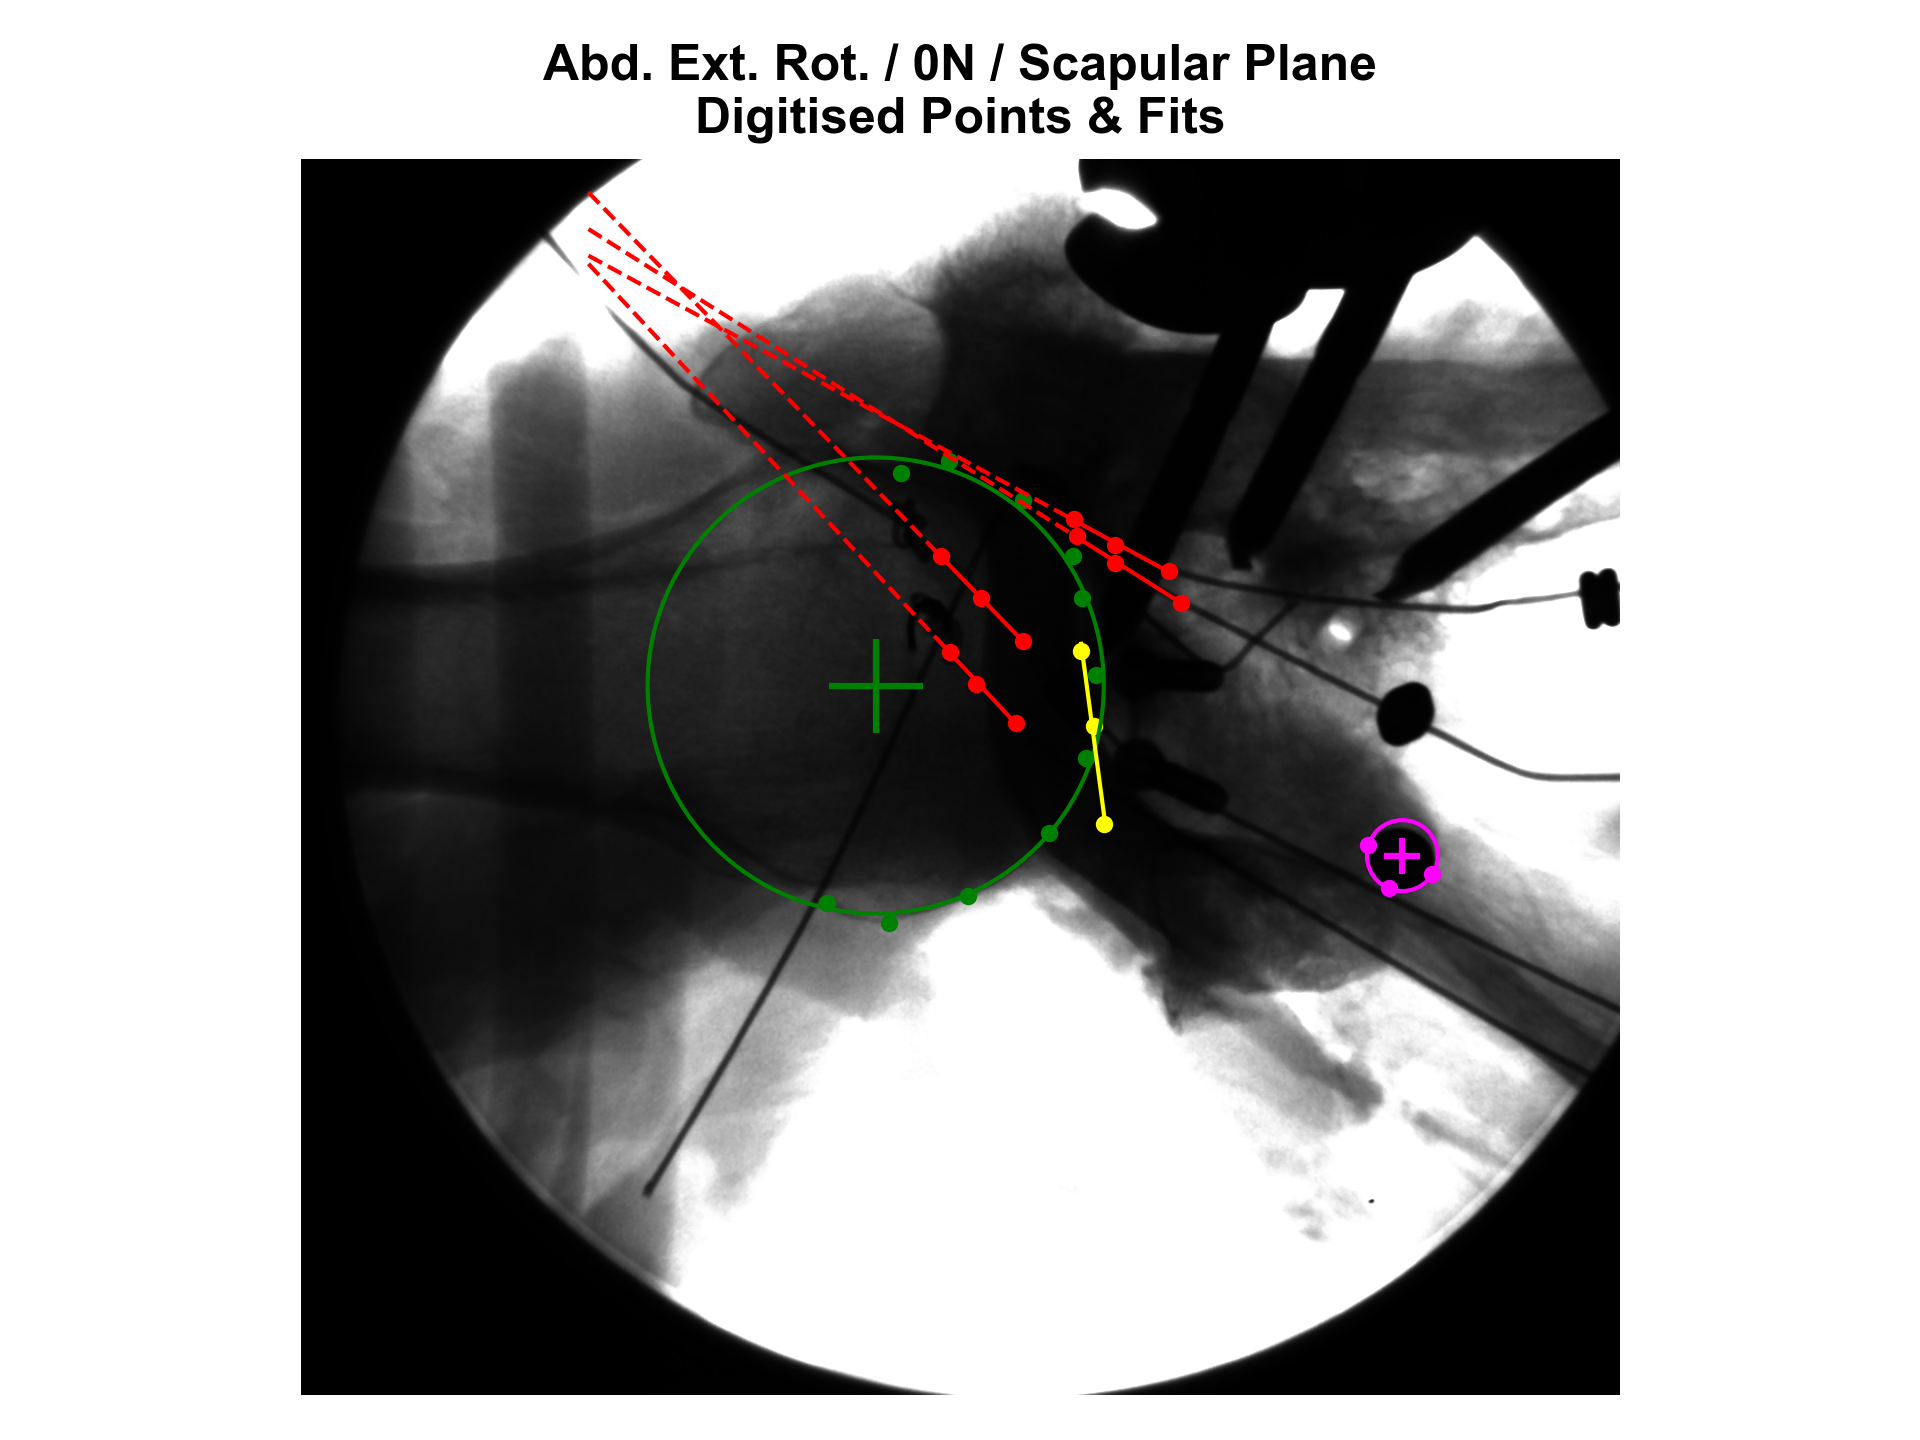 Abd. Ext. Rot. / 0N / Scapular Plane
Digitised Points & Fits